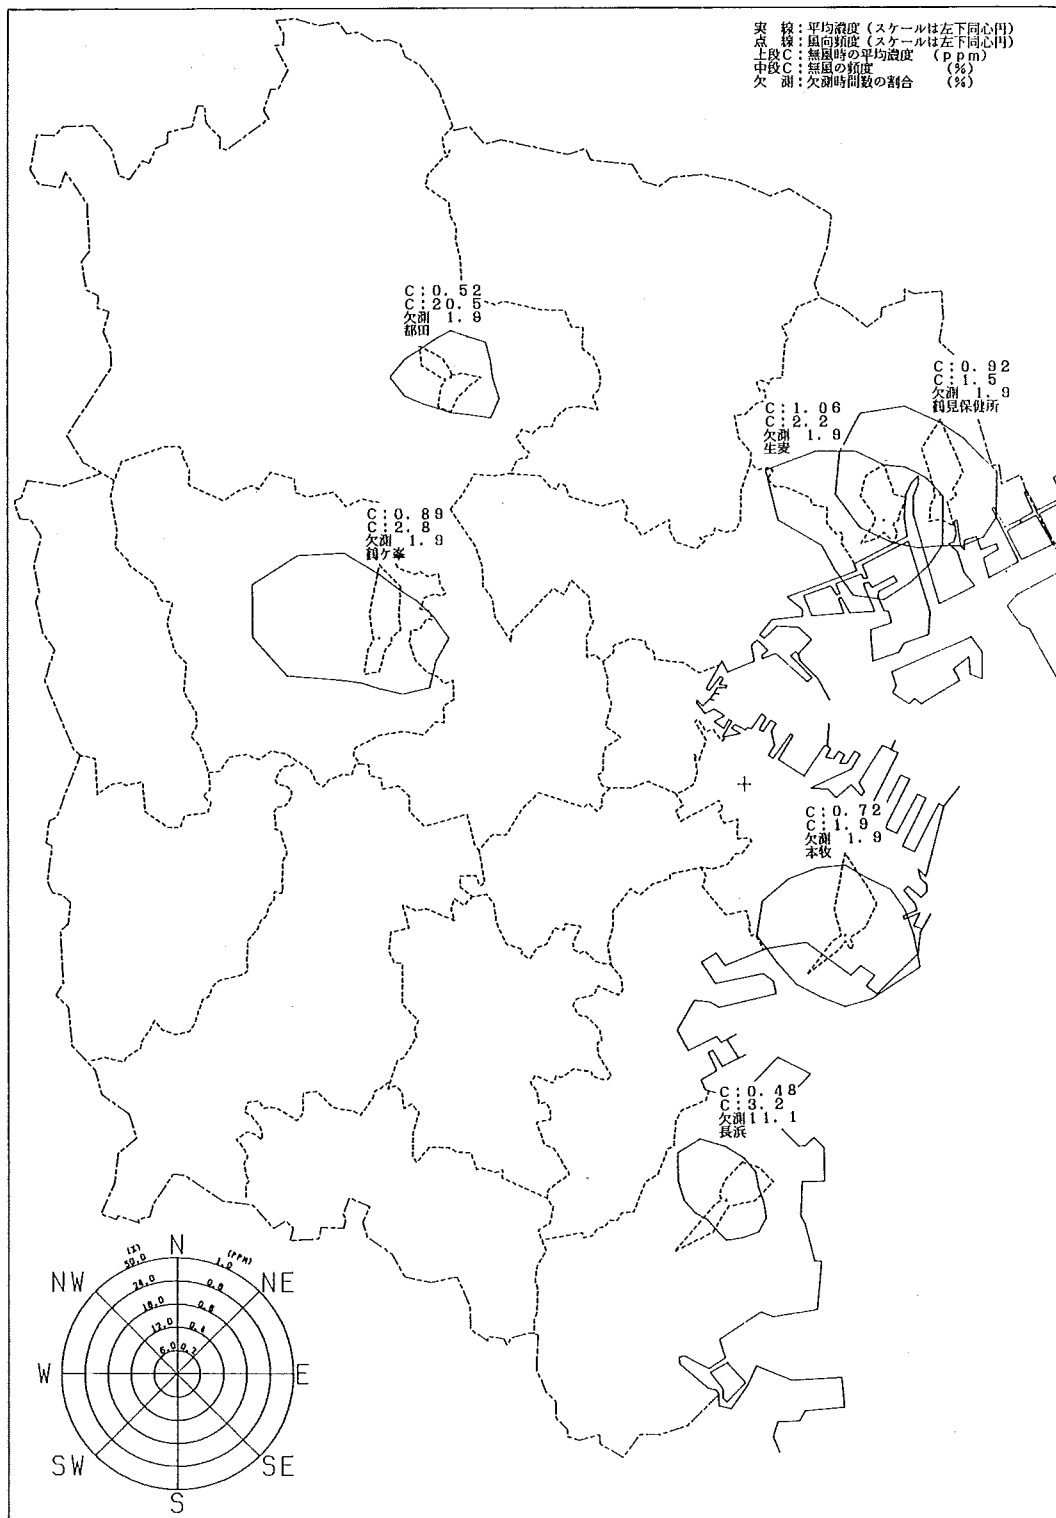 実　線：平均濃度（スケールは左下同心円）
点　線：風向頻度（スケールは左下同心円）
上段C：無風時の平均濃度　（ppm）
中段C：無風の頻度　（%）
欠　測：欠測時間数の割合　（%）
C：0.52
C：20.5
欠測　1.9
都田
C：0.92
C：1.5
欠測　1.9
鶴見保健所
C：1.06
C：2.2
欠測　1.9
生麦
C：0.89
C：2.8
欠測　1.9
鶴ケ峯
C：0.72
C：1.9
欠測　1.9
本牧
C：0.48
C：3.2
欠測11.1
長浜
N
NE
E
SE
S
SW
W
NW
(%)
(PPM)
1.0
24.0
0.8
18.0
12.0
0.4
6.0
0.2